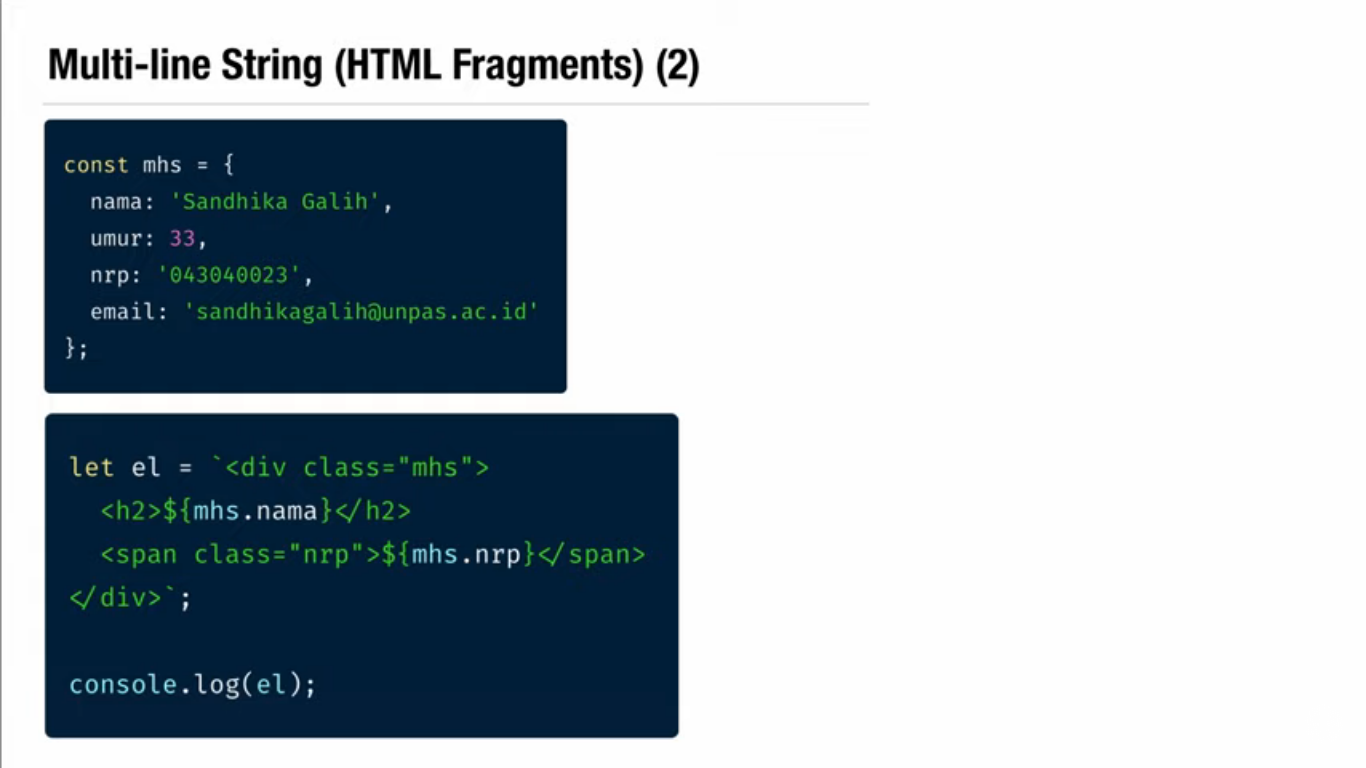 Multi-line String (HTML Fragments) (2)
const mhs = {
  nama: 'Sandhika Galih',
  umur: 33,
  nrp: '043040023',
  email: 'sandhikagalih@unpas.ac.id'
};
let el = `<div class="mhs">
  <h2>${mhs.nama}</h2>
  <span class="nrp">${mhs.nrp}</span>
</div>`;
console.log(el);